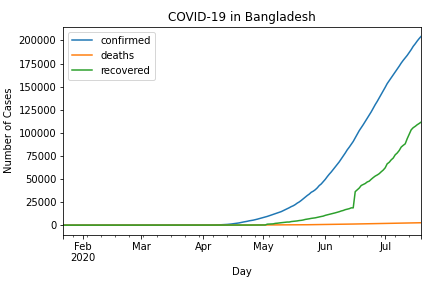 COVID-19 in Bangladesh
confirmed
deaths
recovered
Number of Cases
200000
175000
150000
125000
100000
75000
50000
25000
0
Feb Mar Apr May Jun Jul
2020
Day